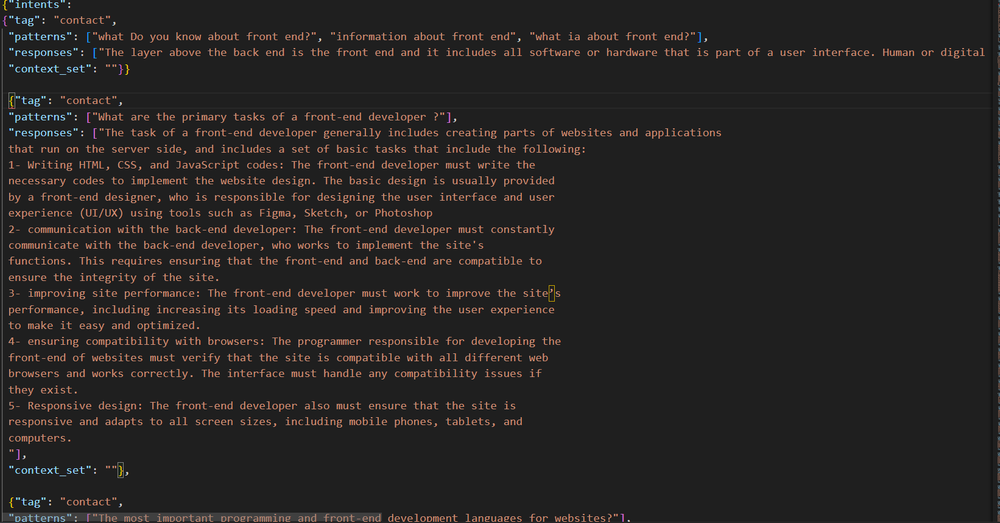 {"intents":
{"tag": "contact",
"patterns": ["what Do you know about front end?", "information about front end", "what ia about front end?"],
"responses": ["The layer above the back end is the front end and it includes all software or hardware that is part of a user interface. Human or digital
"context_set": ""}}
{"tag": "contact",
"patterns": ["What are the primary tasks of a front-end developer ?"],
"responses": ["The task of a front-end developer generally includes creating parts of websites and applications
that run on the server side, and includes a set of basic tasks that include the following:
1- Writing HTML, CSS, and JavaScript codes: The front-end developer must write the
necessary codes to implement the website design. The basic design is usually provided
by a front-end designer, who is responsible for designing the user interface and user
experience (UI/UX) using tools such as Figma, Sketch, or Photoshop
2- communication with the back-end developer: The front-end developer must constantly
communicate with the back-end developer, who works to implement the site's
functions. This requires ensuring that the front-end and back-end are compatible to
ensure the integrity of the site.
3- improving site performance: The front-end developer must work to improve the site’s
performance, including increasing its loading speed and improving the user experience
to make it easy and optimized.
4- ensuring compatibility with browsers: The programmer responsible for developing the
front-end of websites must verify that the site is compatible with all different web
browsers and works correctly. The interface must handle any compatibility issues if
they exist.
5- Responsive design: The front-end developer also must ensure that the site is
responsive and adapts to all screen sizes, including mobile phones, tablets, and
computers.
"],
"context_set": ""},
{"tag": "contact",
"patterns": ["The most important programming and front-end development languages for websites?"],